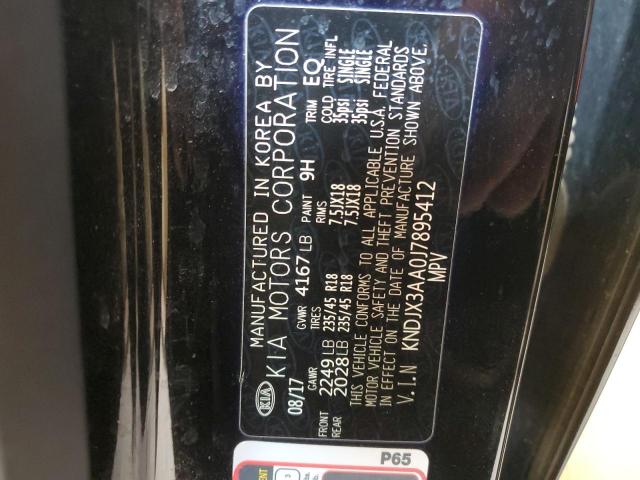 KIA
MANUFACTURED IN KOREA BY
KIA MOTORS CORPORATION
08/17 GVWR 4167 LB PAINT 9H TRIM EQ
GAWR TIRES RIMS COLD TIRE INFL
FRONT 2249 LB 235/45 R18 7.5JX18 35psi SINGLE
REAR 2028 LB 235/45 R18 7.5JX18 35psi SINGLE
THIS VEHICLE CONFORMS TO ALL APPLICABLE U.S.A. FEDERAL
MOTOR VEHICLE SAFETY AND THEFT PREVENTION STANDARDS
IN EFFECT ON THE DATE OF MANUFACTURE SHOWN ABOVE.
V.I.N KNDJX3AA0J7895412
MPV
P65